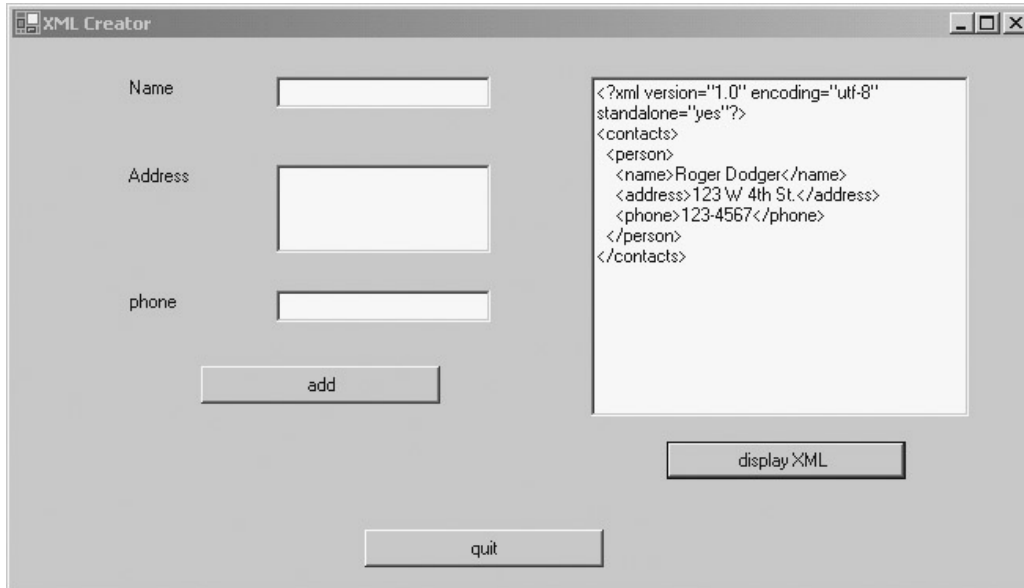 XML Creator
Name
Address
phone
add
<?xml version="1.0" encoding="utf-8"
standalone="yes"?>
<contacts>
  <person>
    <name>Roger Dodger</name>
    <address>123 W 4th St.</address>
    <phone>123-4567</phone>
  </person>
</contacts>
display XML
quit